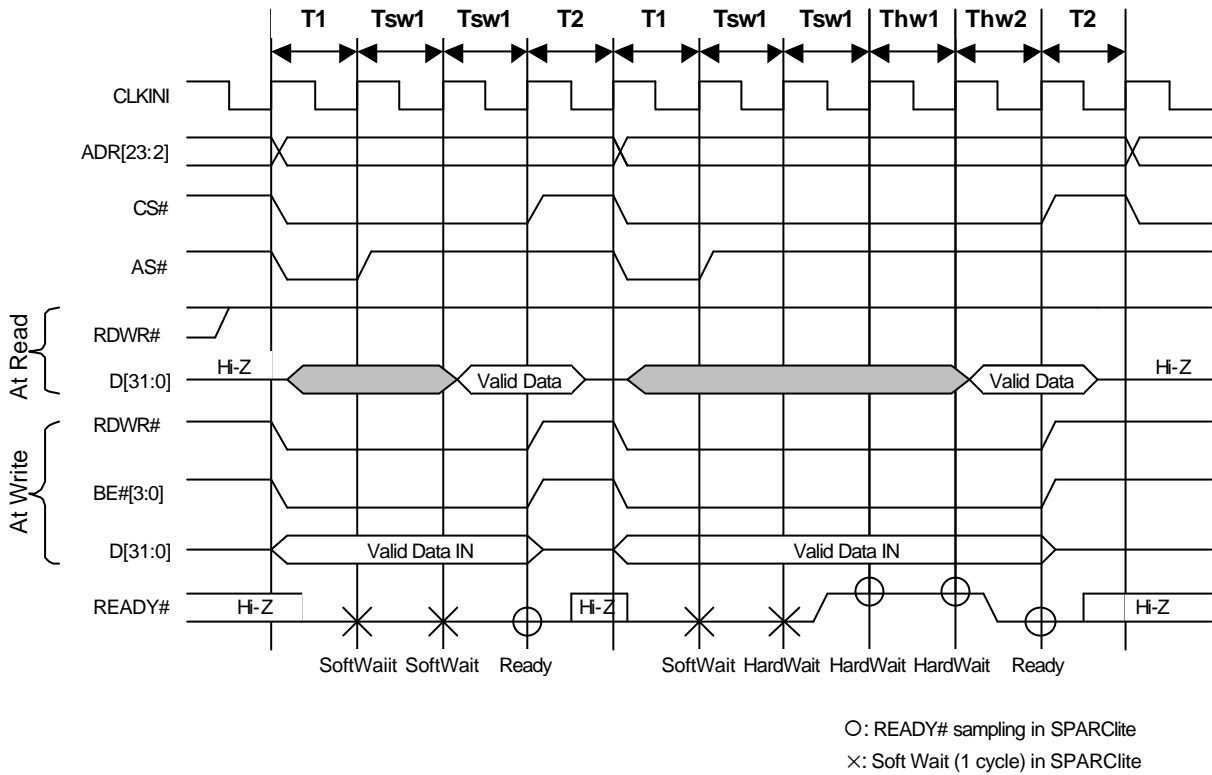 T1 Tsw1 Tsw1 T2 T1 Tsw1 Tsw1 Thw1 Thw2 T2
CLKINI
ADR[23:2]
CS#
AS#
At Read
RDWR#
D[31:0] Hi-Z Valid Data Valid Data Hi-Z
At Write
RDWR#
BE#[3:0]
D[31:0] Valid Data IN Valid Data IN
READY# Hi-Z Hi-Z Hi-Z
SoftWaiit SoftWait Ready SoftWait HardWait HardWait HardWait Ready
O: READY# sampling in SPARClite
×: Soft Wait (1 cycle) in SPARClite